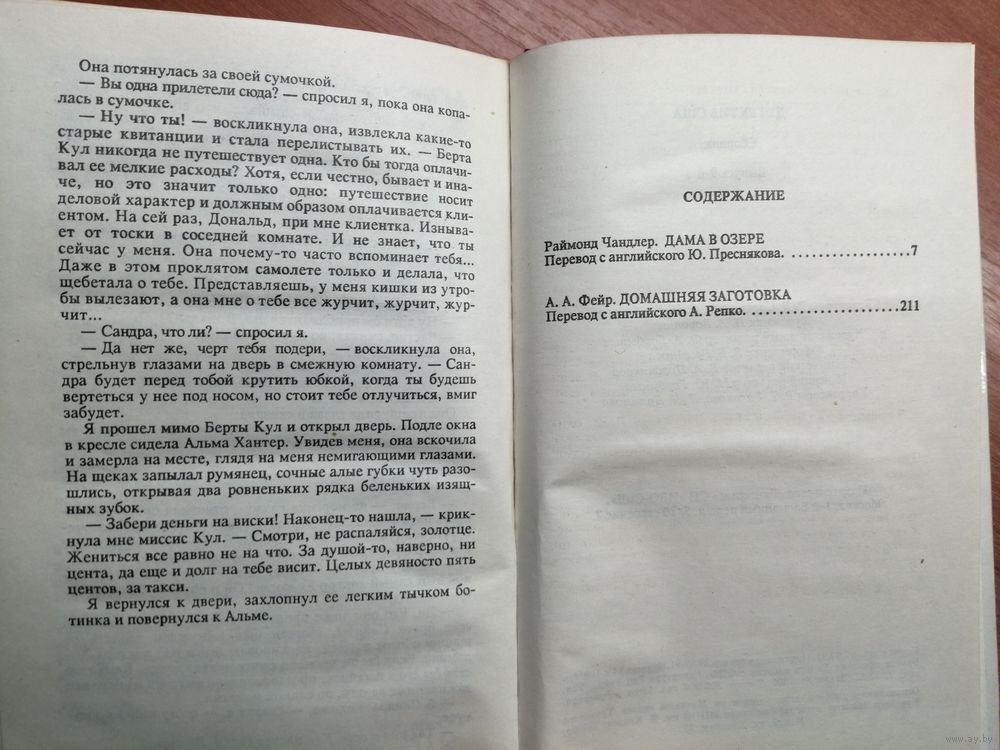 Она потянулась за своей сумочкой.
— Вы одна прилетели сюда? — спросил я, пока она копа-
лась в сумочке.
— Ну что ты! — воскликнула она, извлекла какие-то
старые квитанции и стала перелистывать их. — Берта
Кул никогда не путешествует одна. Кто бы тогда оплачи-
вал ее мелкие расходы? Хотя, если честно, бывает и ина-
че, но это значит только одно: путешествие носит
деловой характер и должным образом оплачивается кли-
ентом. На сей раз, Дональд, при мне клиентка. Изныва-
ет от тоски в соседней комнате. И не знает, что ты
сейчас у меня. Она почему-то часто вспоминает тебя...
Даже в этом проклятом самолете только и делала, что
щебетала о тебе. Представляешь, у меня кишки из утро-
бы вылезают, а она мне о тебе все журчит, журчит, жур-
чит...
— Сандра, что ли? — спросил я.
— Да нет же, черт тебя подери, — воскликнула она,
стрельнув глазами на дверь в смежную комнату. — Сан-
дра будет перед тобой крутить юбкой, когда ты будешь
вертеться у нее под носом, но стоит тебе отлучиться, вмиг
забудет.
Я прошел мимо Берты Кул и открыл дверь. Подле окна
в кресле сидела Альма Хантер. Увидев меня, она вскочила
и замерла на месте, глядя на меня немигающими глазами.
На щеках запылал румянец, сочные алые губки чуть разо-
шлись, открывая два ровненьких рядка беленьких изящ-
ных зубок.
— Забери деньги на виски! Наконец-то нашла, — крик-
нула мне миссис Кул. — Смотри, не распаляйся, золотце.
Жениться все равно не на что. За душой-то, наверно, ни
цента, да еще и долг на тебе висит. Целых девяносто пять
центов, за такси.
Я вернулся к двери, захлопнул ее легким тычком бо-
тинка и повернулся к Альме.
СОДЕРЖАНИЕ
Раймонд Чандлер. ДАМА В ОЗЕРЕ
Перевод с английского Ю. Преснякова. ..................7
А. А. Фейр. ДОМАШНЯЯ ЗАГОТОВКА
Перевод с английского А. Репко. ......................211
www.ay.by